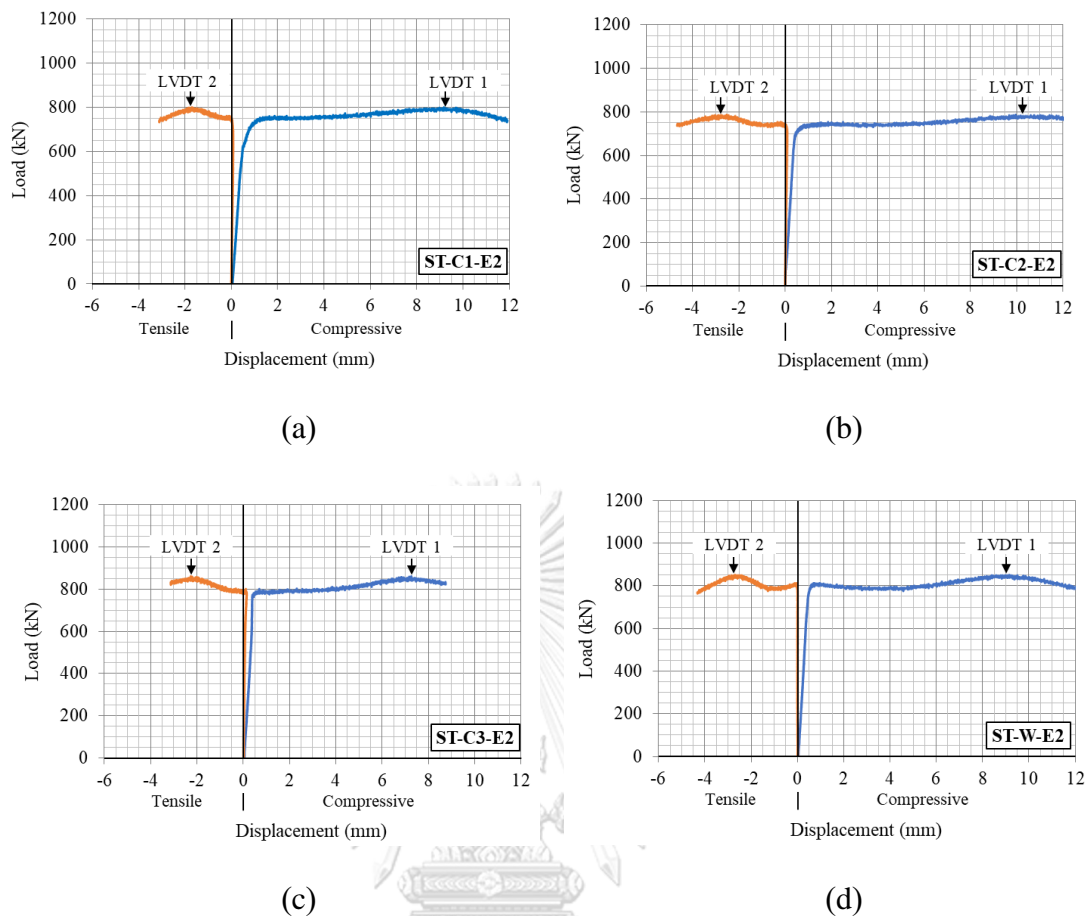 1200
1000
800
600
400
200
0
Load (kN)
LVDT 2
LVDT 1
ST-C1-E2
-6 -4 -2 0 2 4 6 8 10 12
Tensile | Compressive
Displacement (mm)
(a)
1200
1000
800
600
400
200
0
Load (kN)
LVDT 2
LVDT 1
ST-C2-E2
-6 -4 -2 0 2 4 6 8 10 12
Tensile | Compressive
Displacement (mm)
(b)
1200
1000
800
600
400
200
0
Load (kN)
LVDT 2
LVDT 1
ST-C3-E2
-6 -4 -2 0 2 4 6 8 10 12
Tensile | Compressive
Displacement (mm)
(c)
1200
1000
800
600
400
200
0
Load (kN)
LVDT 2
LVDT 1
ST-W-E2
-6 -4 -2 0 2 4 6 8 10 12
Tensile | Compressive
Displacement (mm)
(d)